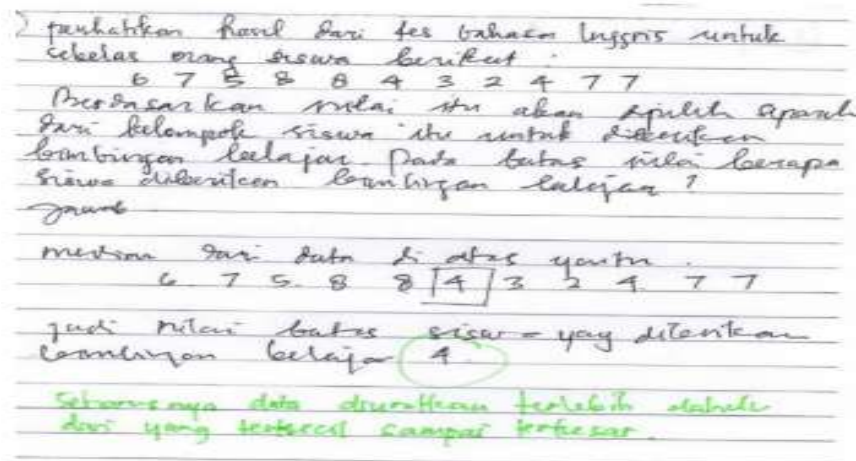 perhatikan hasil dari tes bahasa Inggris untuk
sebelas orang siswa berikut :
6 7 5 8 8 4 3 2 4 7 7
Berdasarkan nilai itu akan dipilih separuh
dari kelompok siswa itu untuk diberikan
bimbingan belajar. Pada batas nilai berapa
siswa diberikan bimbingan belajar ?
Jawab
median dari data di atas yaitu .
6. 7 5. 8 8 4 3 2 4 7 7
jadi nilai batas siswa yang ditentukan
bimbingan belajar 4.
Seharusnya data diurutkan terlebih dahulu
dari yang terkecil sampai terbesar.